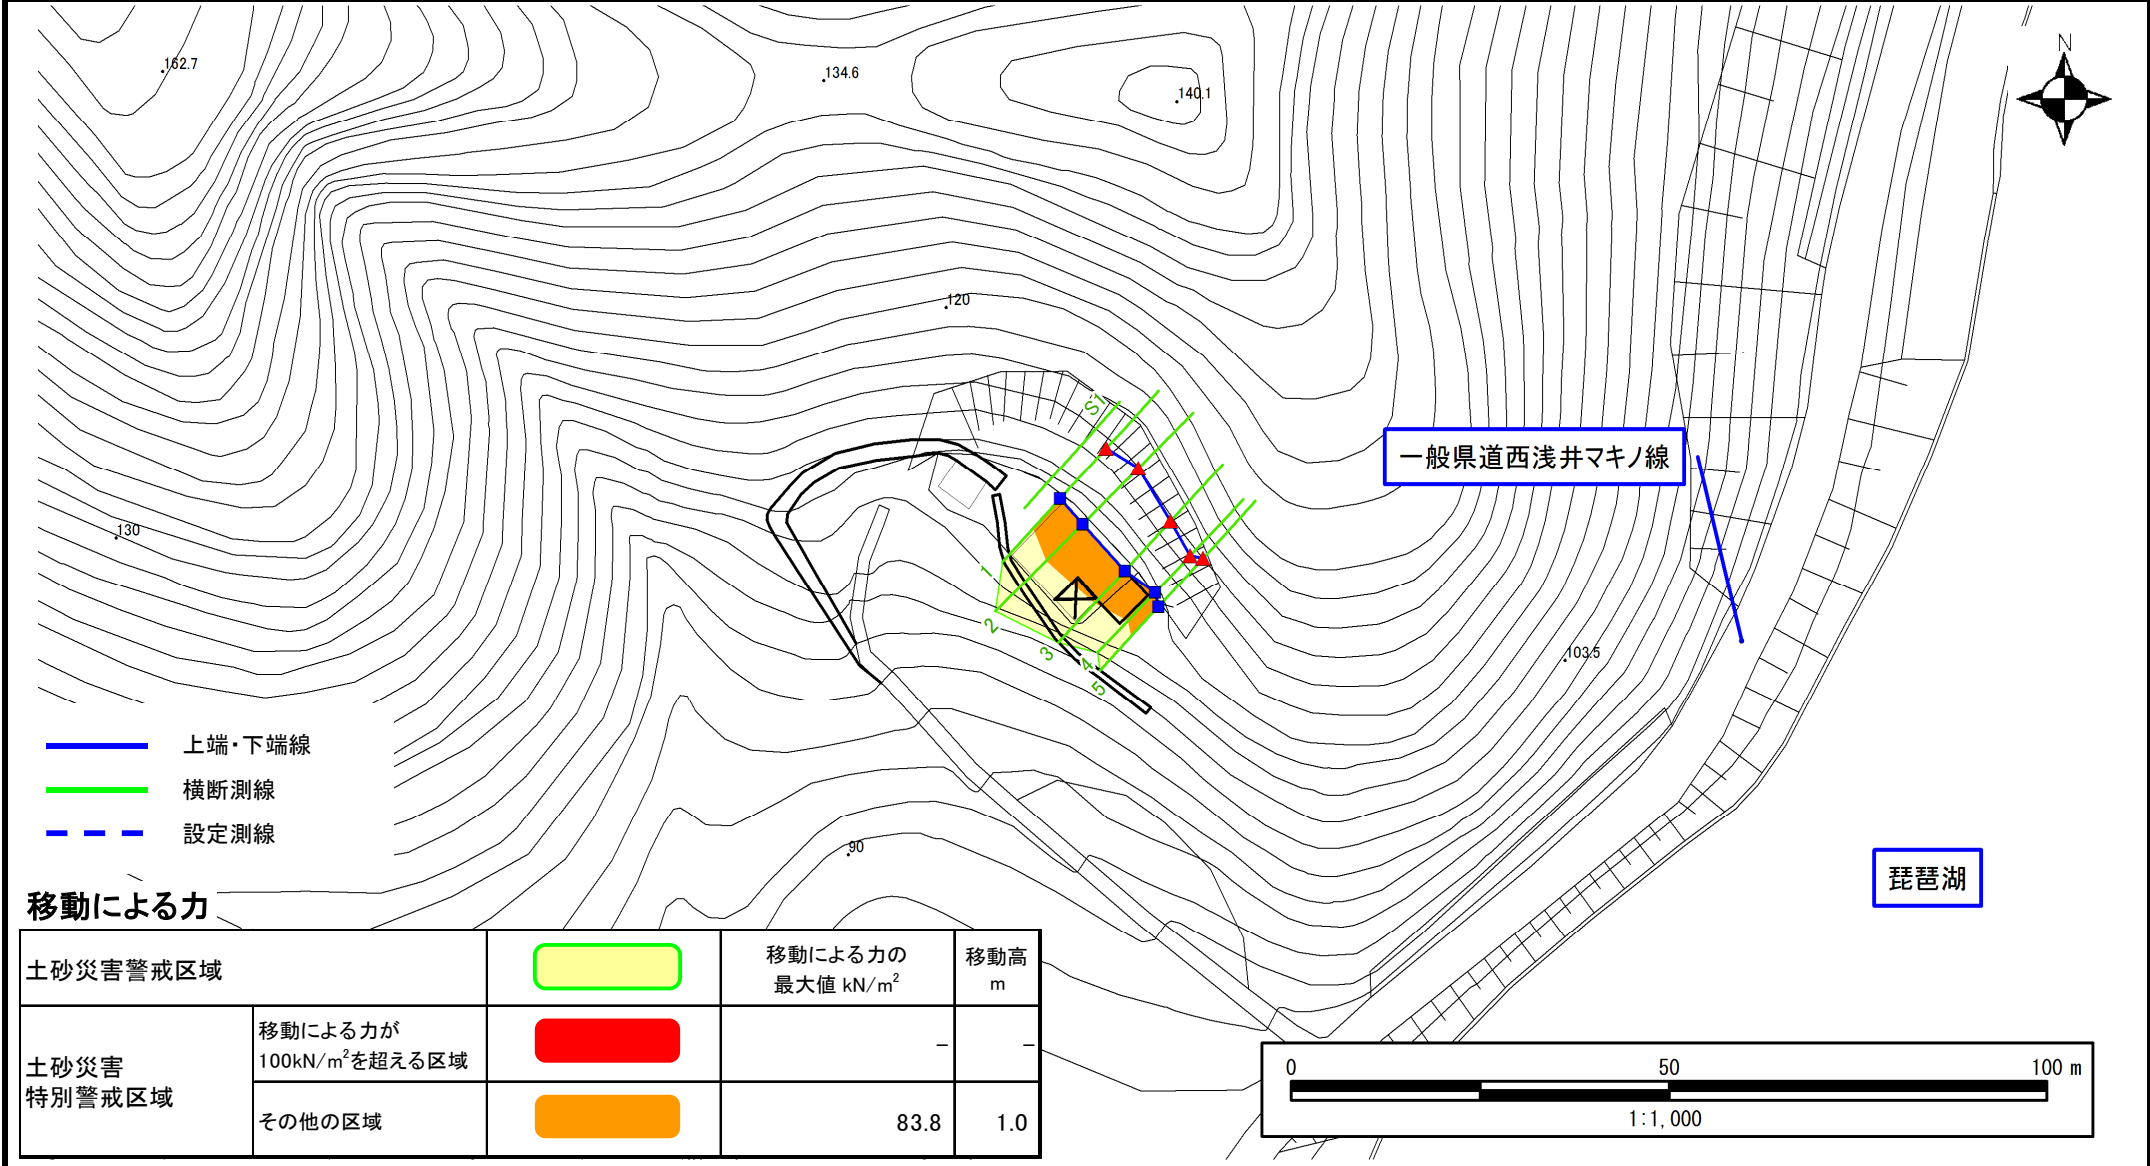 162.7
134.6
140.1
N
120
S1
一般県道西浅井マキノ線
130
1
2
3
4
5
103.5
上端・下端線
横断測線
設定測線
90
琵琶湖
移動による力
土砂災害警戒区域
移動による力の
最大値 kN/m²
移動高
m
土砂災害
特別警戒区域
移動による力が
100kN/m²を超える区域
－
－
その他の区域
83.8
1.0
0
50
100 m
1:1,000